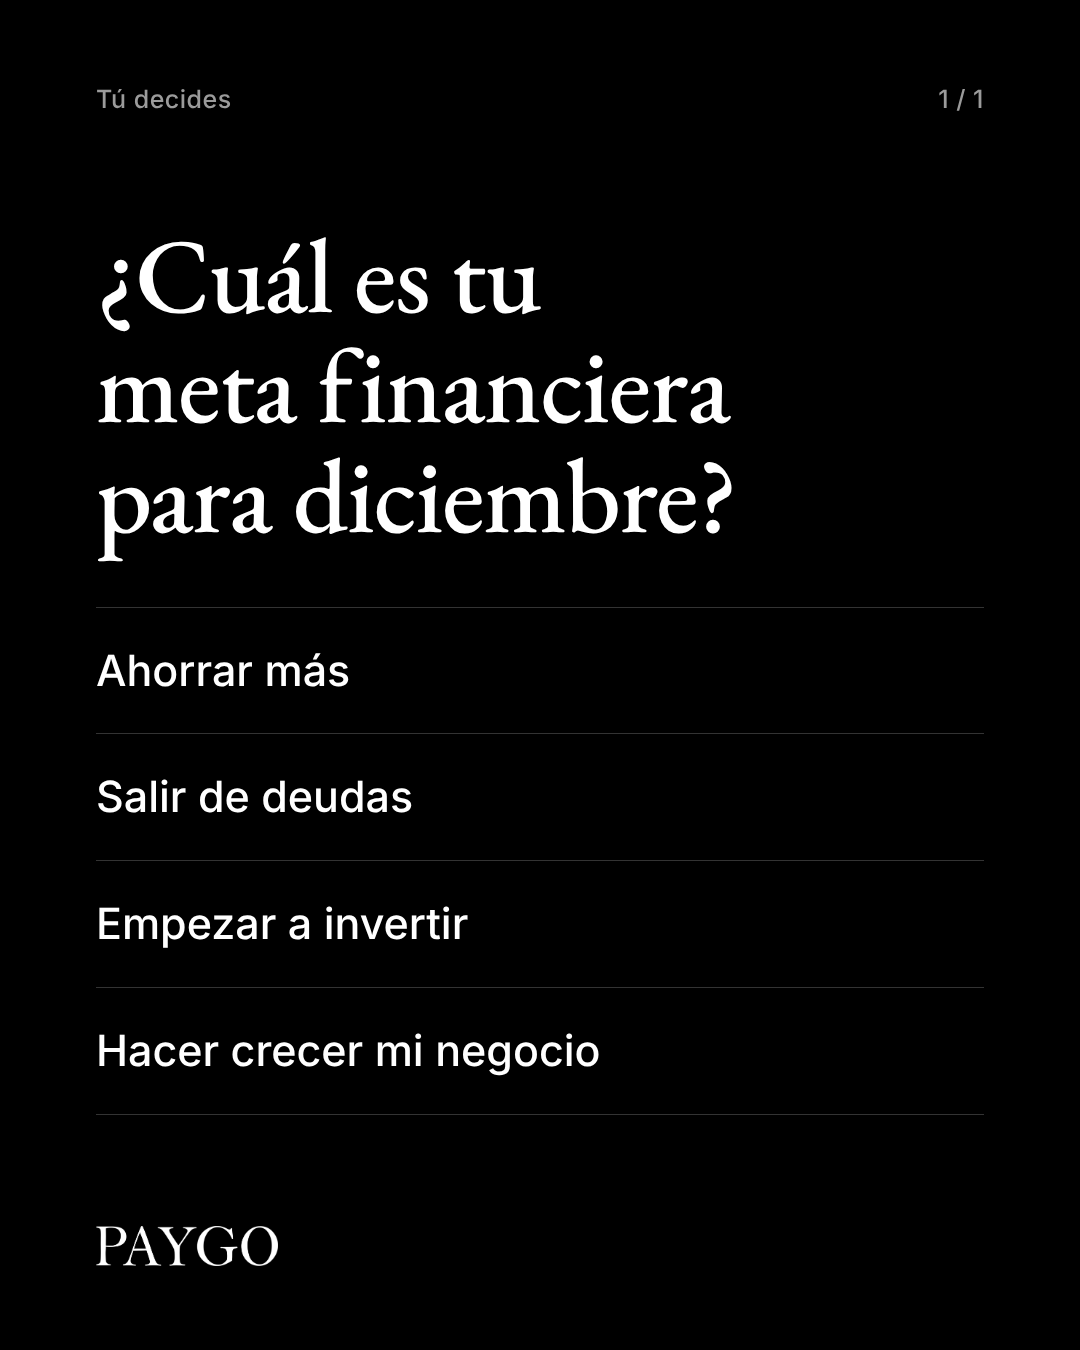 Tú decides
1 / 1
¿Cuál es tu
meta financiera
para diciembre?
Ahorrar más
Salir de deudas
Empezar a invertir
Hacer crecer mi negocio
PAYGO